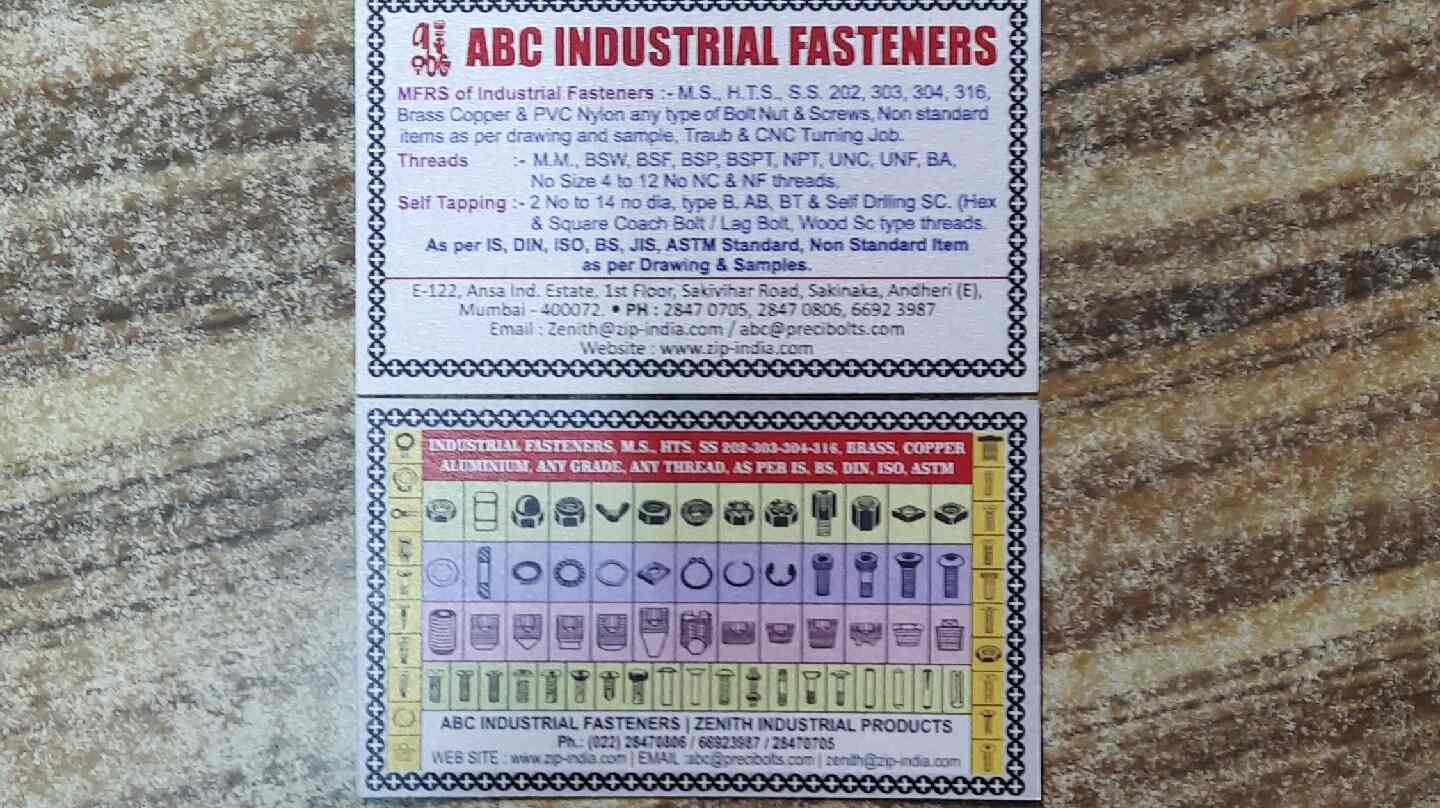 ABC INDUSTRIAL FASTENERS
MFRS of Industrial Fasteners :- M.S., H.T.S., S.S. 202, 303, 304, 316,
Brass Copper & PVC Nylon any type of Bolt Nut & Screws, Non standard
items as per drawing and sample, Traub & CNC Turning Job.
Threads :- M.M., BSW, BSF, BSP, BSPT, NPT, UNC, UNF, BA,
No Size 4 to 12 No NC & NF threads.
Self Tapping :- 2 No to 14 no dia, type B, AB, BT & Self Drlling SC. (Hex
& Square Coach Bolt / Lag Bolt, Wood Sc type threads.
As per IS, DIN, ISO, BS, JIS, ASTM Standard, Non Standard Item
as per Drawing & Samples.
E-122, Ansa Ind. Estate, 1st Floor, Sakivihar Road, Sakinaka, Andheri (E),
Mumbai - 400072. • PH : 2847 0705, 2847 0806, 6692 3987
Email : Zenith@zip-india.com / abc@precibolts.com
Website : www.zip-india.com
INDUSTRIAL FASTENERS, M.S., HTS, SS 202-303-304-316, BRASS, COPPER
ALUMINIUM, ANY GRADE, ANY THREAD, AS PER IS, BS, DIN, ISO, ASTM
ABC INDUSTRIAL FASTENERS | ZENITH INDUSTRIAL PRODUCTS
Ph.: (022) 28470806 / 66923987 / 28470705
WEB SITE : www.zip-india.com | EMAIL :abc@precibolts.com | zenith@zip-india.com